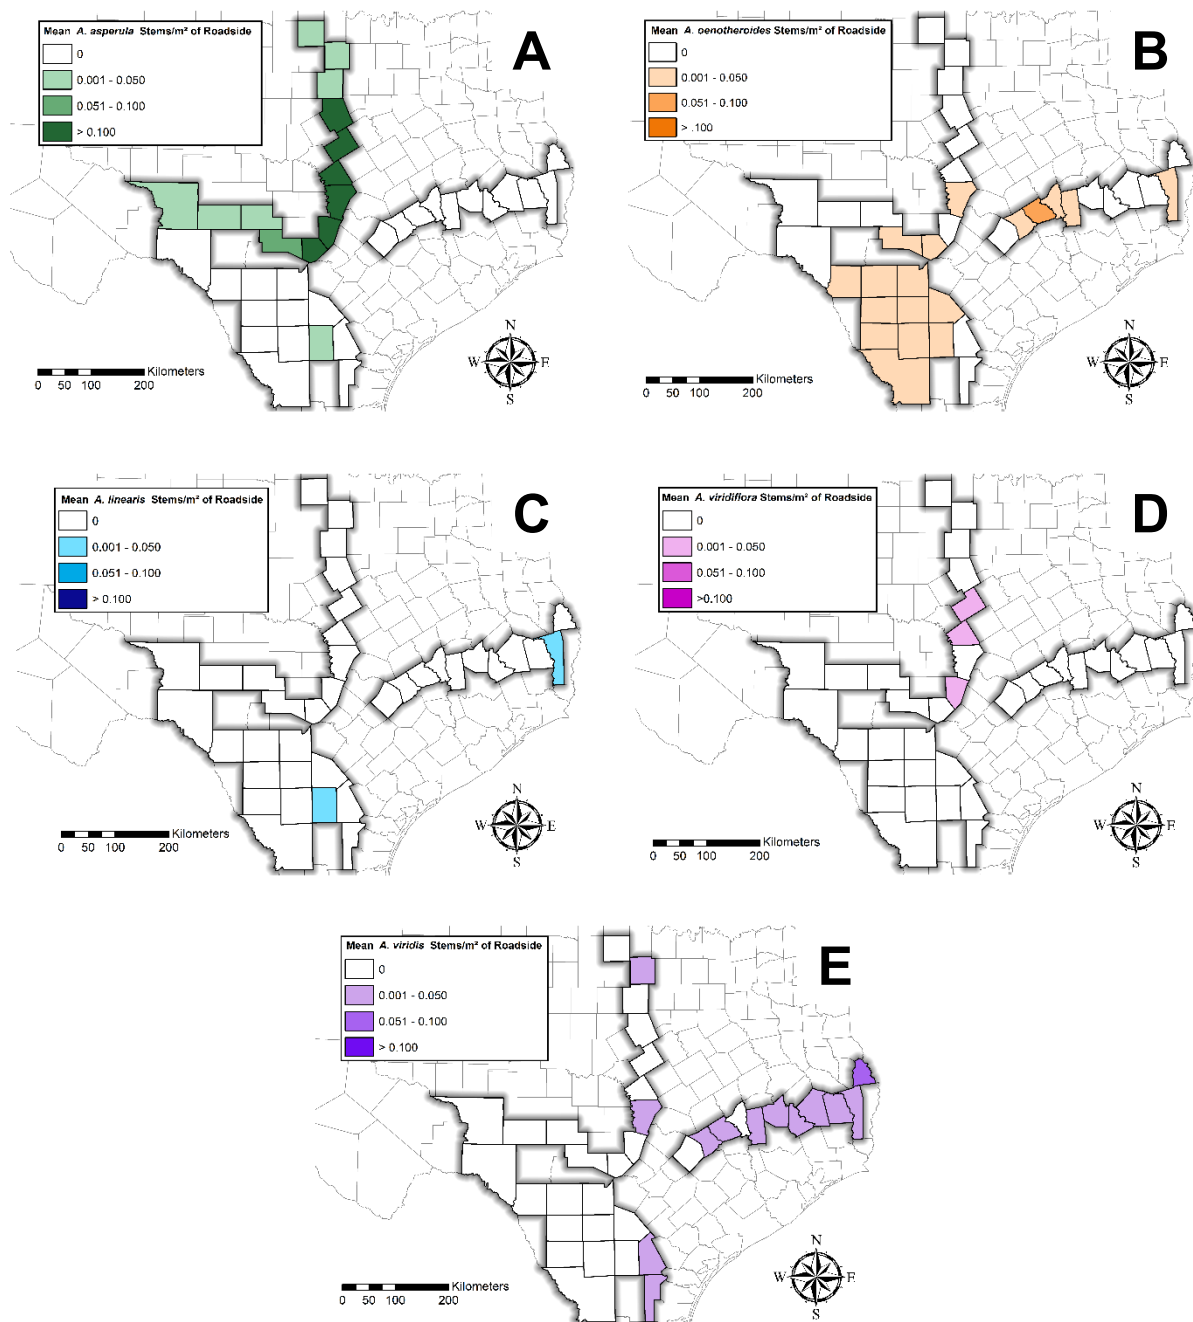 Mean A. asperula Stems/m² of Roadside
0
0.001 - 0.050
0.051 - 0.100
> 0.100
A
N
W E
S
Kilometers
0 50 100 200
Mean A. oenotheroides Stems/m² of Roadside
0
0.001 - 0.050
0.051 - 0.100
> .100
B
N
W E
S
Kilometers
0 50 100 200
Mean A. linearis Stems/m² of Roadside
0
0.001 - 0.050
0.051 - 0.100
> 0.100
C
N
W E
S
Kilometers
0 50 100 200
Mean A. viridiflora Stems/m² of Roadside
0
0.001 - 0.050
0.051 - 0.100
>0.100
D
N
W E
S
Kilometers
0 50 100 200
Mean A. viridis Stems/m² of Roadside
0
0.001 - 0.050
0.051 - 0.100
> 0.100
E
N
W E
S
Kilometers
0 50 100 200